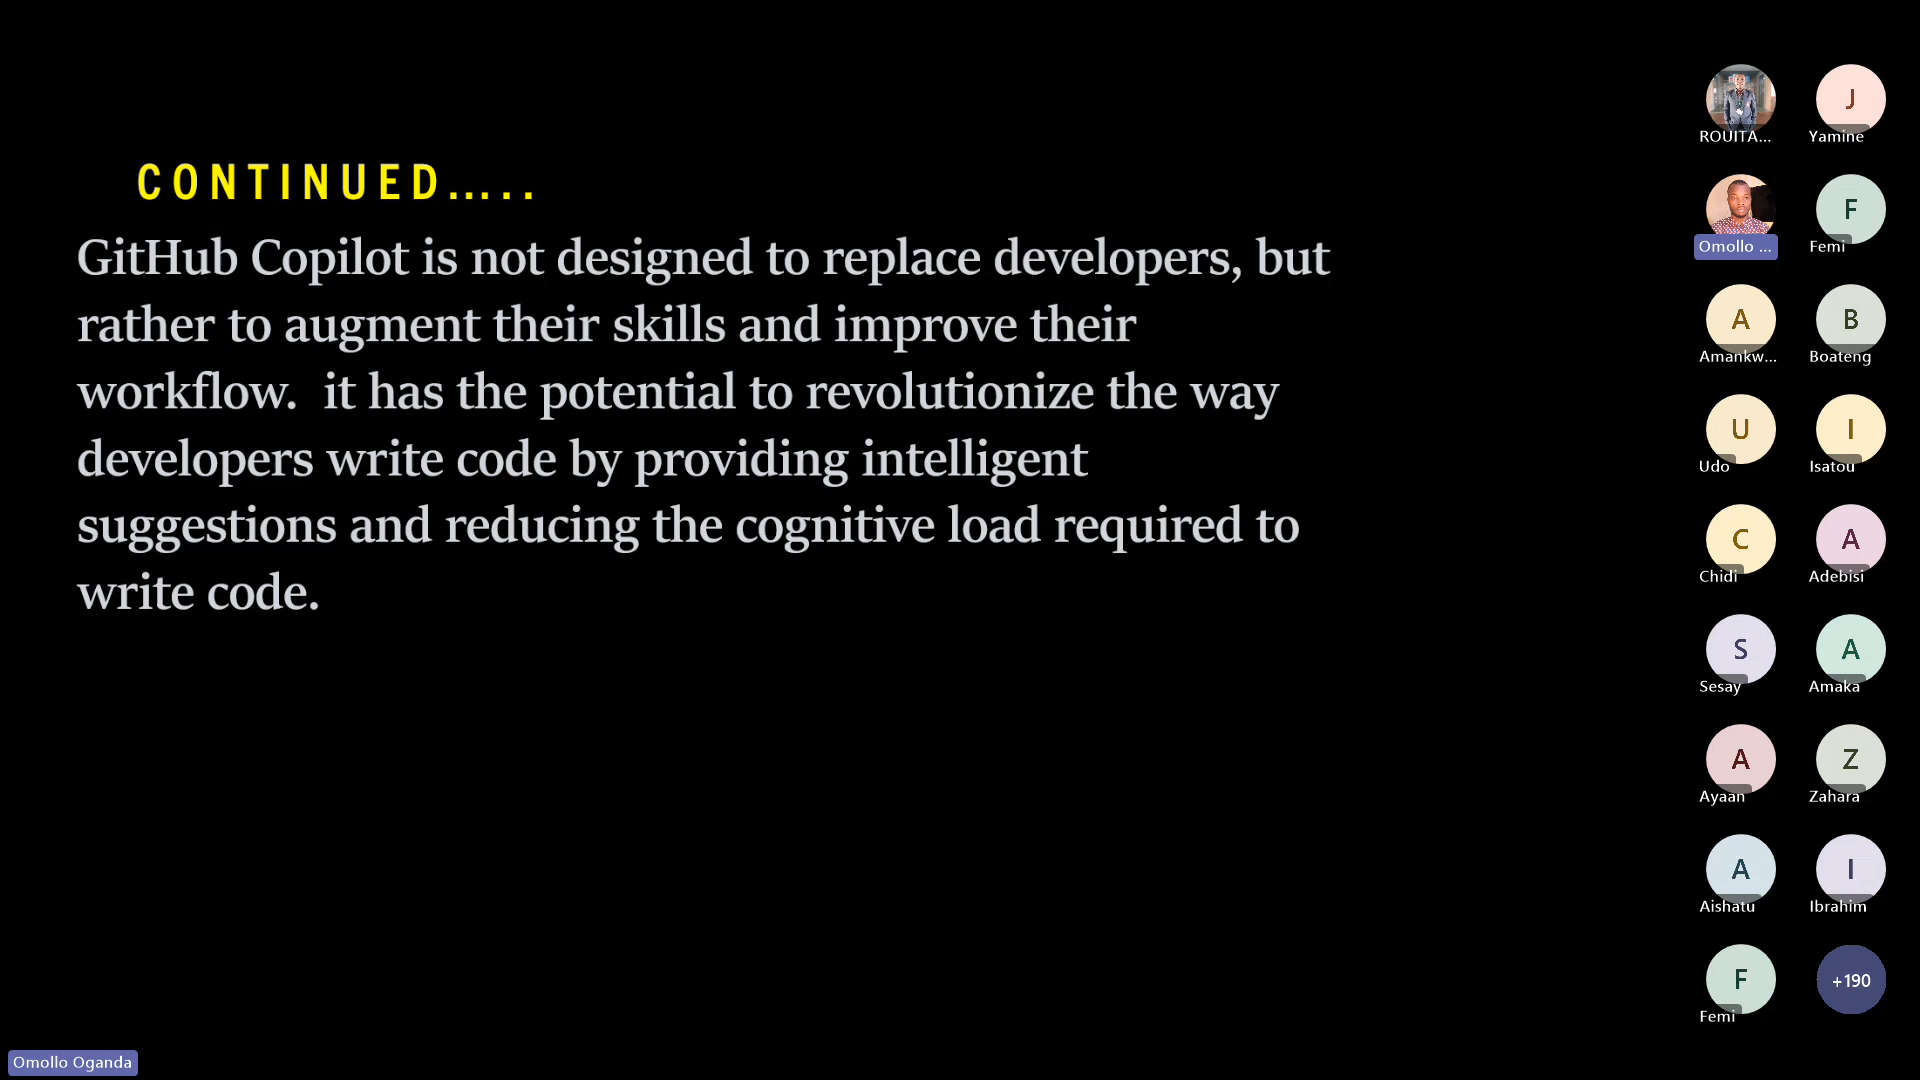 CONTINUED.....
GitHub Copilot is not designed to replace developers, but
rather to augment their skills and improve their
workflow.  it has the potential to revolutionize the way
developers write code by providing intelligent
suggestions and reducing the cognitive load required to
write code.
ROUITA...
J
Yamine
Omollo ...
F
Femi
A
Amankw...
B
Boateng
U
Udo
I
Isatou
C
Chidi
A
Adebisi
S
Sesay
A
Amaka
A
Ayaan
Z
Zahara
A
Aishatu
I
Ibrahim
F
Femi
+190
Omollo Oganda